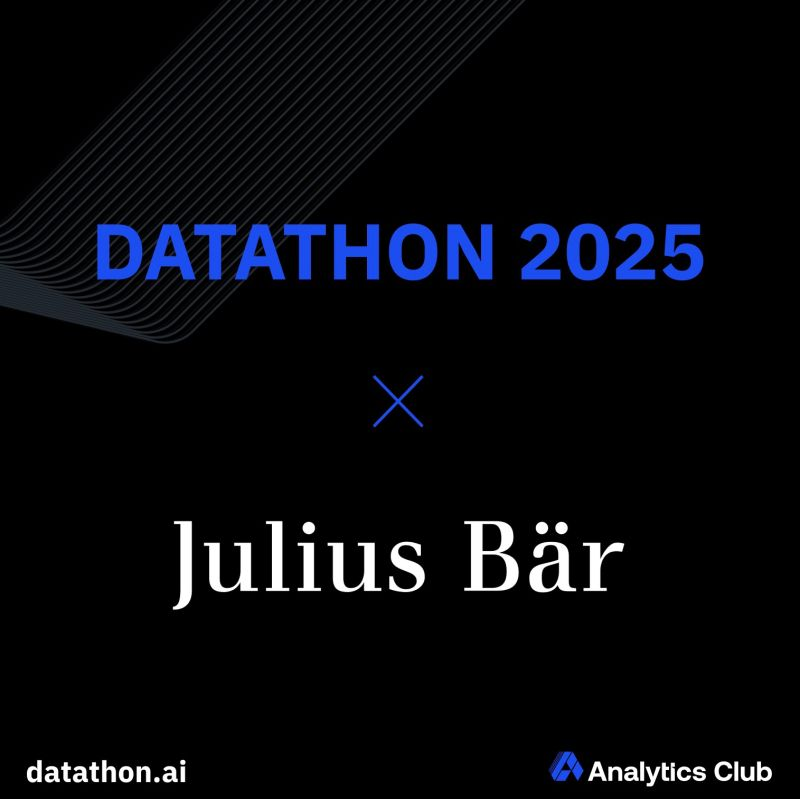 DATATHON 2025
Julius Bär
datathon.ai
Analytics Club